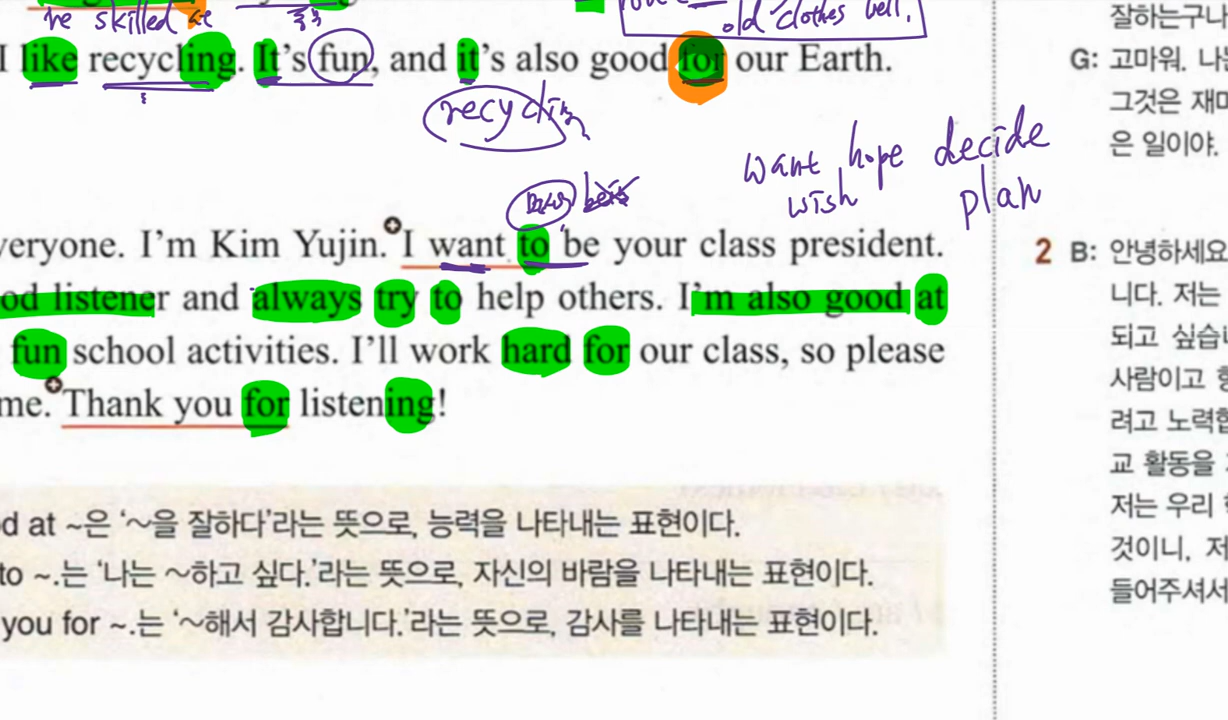 be skilled at
old clothes bell.
I like recycling. It's fun, and it's also good for our Earth.
want hope decide
wish plan
veryone. I'm Kim Yujin. I want to be your class president.
od listener and always try to help others. I'm also good at
fun school activities. I'll work hard for our class, so please
me. Thank you for listening!
d at ~은 '~을 잘하다'라는 뜻으로, 능력을 나타내는 표현이다.
to ~.는 '나는 ~하고 싶다.'라는 뜻으로, 자신의 바람을 나타내는 표현이다.
you for ~.는 '~해서 감사합니다.'라는 뜻으로, 감사를 나타내는 표현이다.
잘하는구나
G: 고마워. 나는
그것은 재미
은 일이야.
2 B: 안녕하세요
니다. 저는
되고 싶습니
사람이고 항
려고 노력합
교 활동을
저는 우리
것이니, 저
들어주셔서